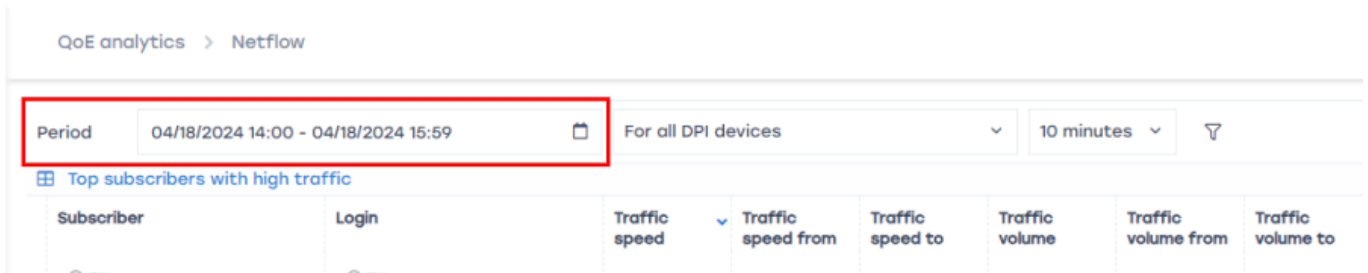 QoE analytics > Netflow
Period 04/18/2024 14:00 - 04/18/2024 15:59 For all DPI devices 10 minutes
Top subscribers with high traffic
Subscriber Login Traffic speed Traffic speed from Traffic speed to Traffic volume Traffic volume from Traffic volume to